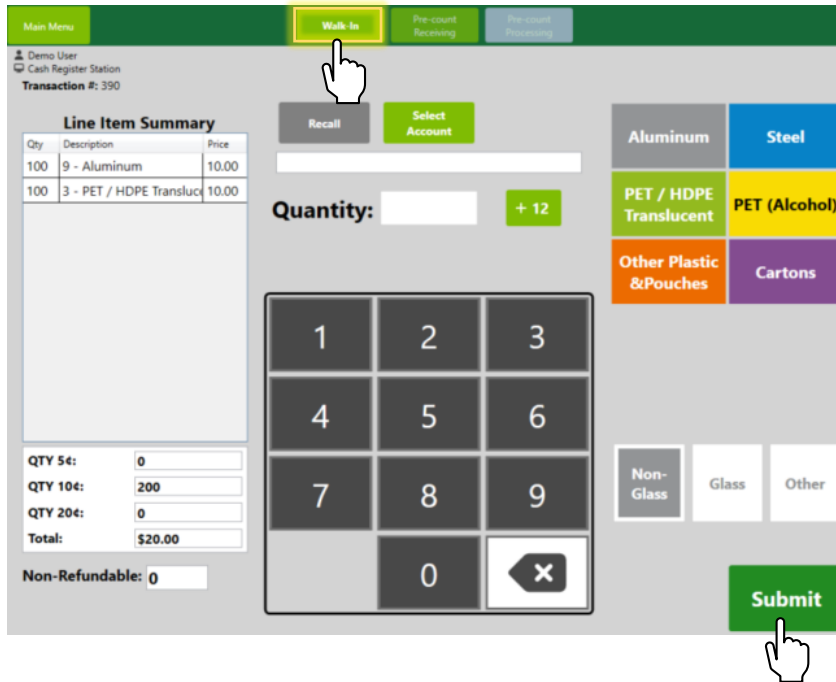 Main Menu
Walk-In
Pre-count
Receiving
Pre-count
Processing
Demo User
Cash Register Station
Transaction #: 390
Line Item Summary
Qty Description Price
100 9 - Aluminum 10.00
100 3 - PET / HDPE Transluc 10.00
QTY 5¢: 0
QTY 10¢: 200
QTY 20¢: 0
Total: $20.00
Non-Refundable: 0
Recall
Select
Account
Quantity:
+ 12
1 2 3
4 5 6
7 8 9
0
Aluminum
Steel
PET / HDPE
Translucent
PET (Alcohol)
Other Plastic
&Pouches
Cartons
Non-
Glass
Glass
Other
Submit